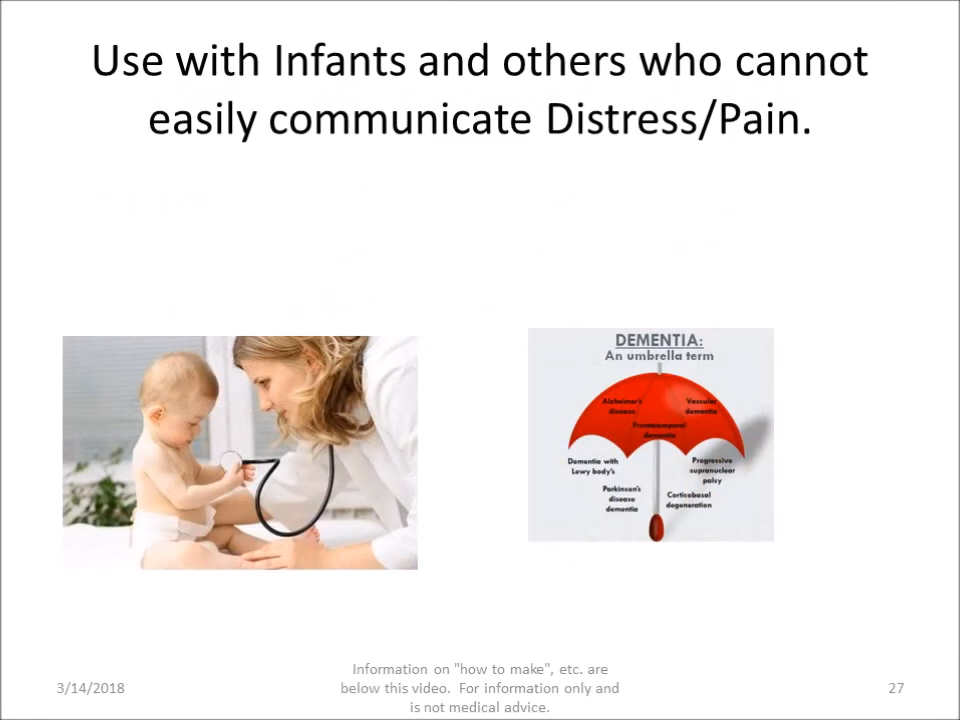 Use with Infants and others who cannot
easily communicate Distress/Pain.
DEMENTIA:
An umbrella term
Alzheimer's
disease
Vascular
dementia
Frontotemporal
dementia
Dementia with
Lewy body's
Progressive
supranuclear
palsy
Parkinson's
disease
dementia
Corticobasal
degeneration
3/14/2018
Information on "how to make", etc. are
below this video.  For information only and
is not medical advice.
27